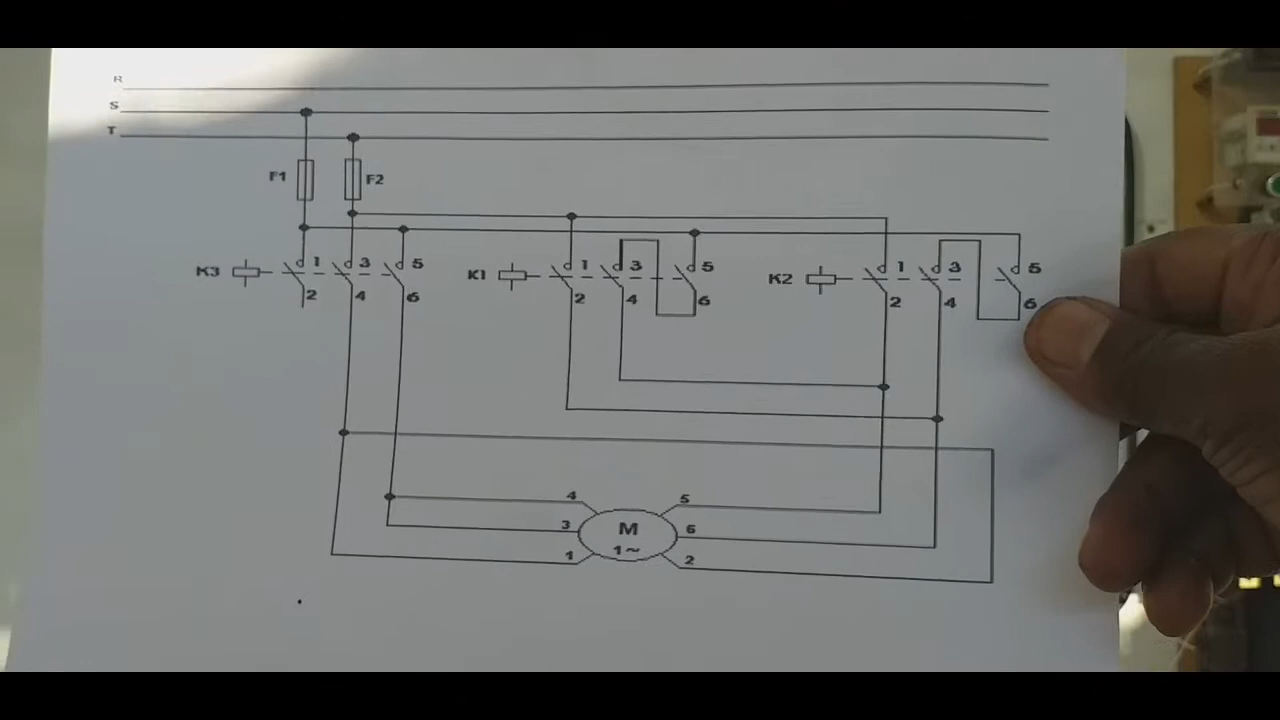 R
S
T
F1 F2
K3 1 3 5
2 4 6
K1 1 3 5
2 4 6
K2 1 3 5
2 4 6
4 5
3 M 6
1 1~ 2